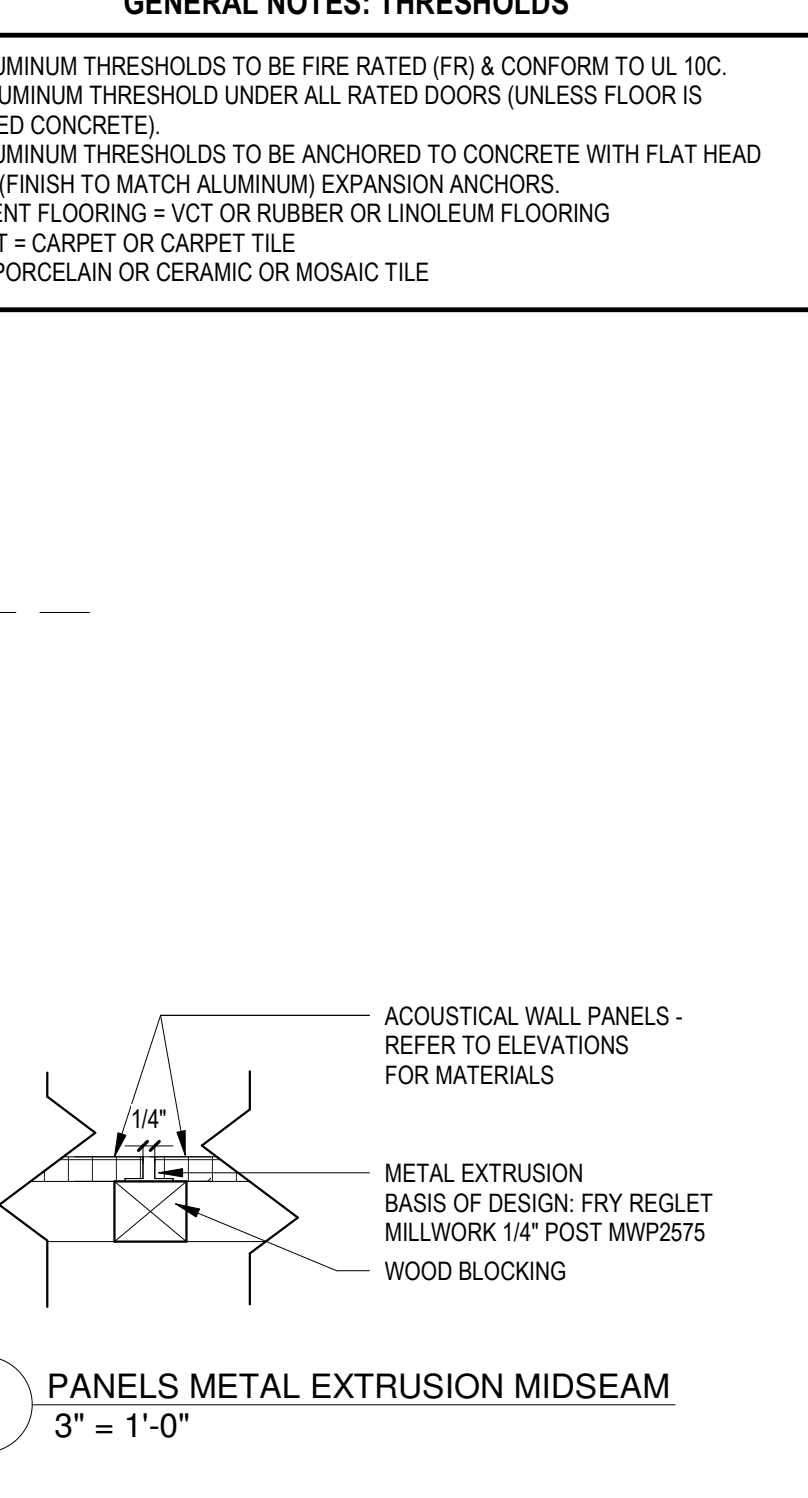 GENERAL NOTES: THRESHOLDS
UMINUM THRESHOLDS TO BE FIRE RATED (FR) & CONFORM TO UL 10C.
UMINUM THRESHOLD UNDER ALL RATED DOORS (UNLESS FLOOR IS
ED CONCRETE).
UMINUM THRESHOLDS TO BE ANCHORED TO CONCRETE WITH FLAT HEAD
(FINISH TO MATCH ALUMINUM) EXPANSION ANCHORS.
ENT FLOORING = VCT OR RUBBER OR LINOLEUM FLOORING
T = CARPET OR CARPET TILE
PORCELAIN OR CERAMIC OR MOSAIC TILE
ACOUSTICAL WALL PANELS -
REFER TO ELEVATIONS
FOR MATERIALS
1/4"
METAL EXTRUSION
BASIS OF DESIGN: FRY REGLET
MILLWORK 1/4" POST MWP2575
WOOD BLOCKING
PANELS METAL EXTRUSION MIDSEAM
3" = 1'-0"